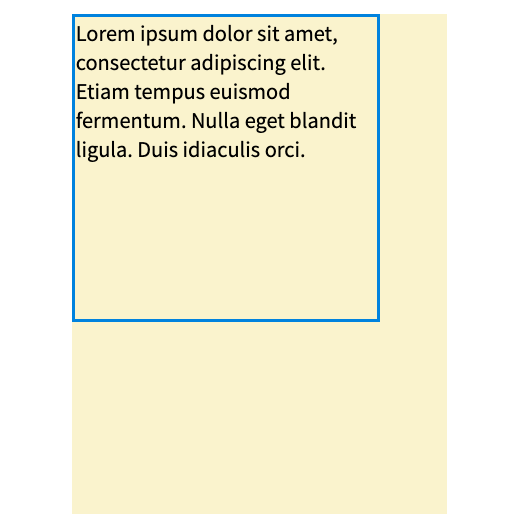 Lorem ipsum dolor sit amet,
consectetur adipiscing elit.
Etiam tempus euismod
fermentum. Nulla eget blandit
ligula. Duis idiaculis orci.